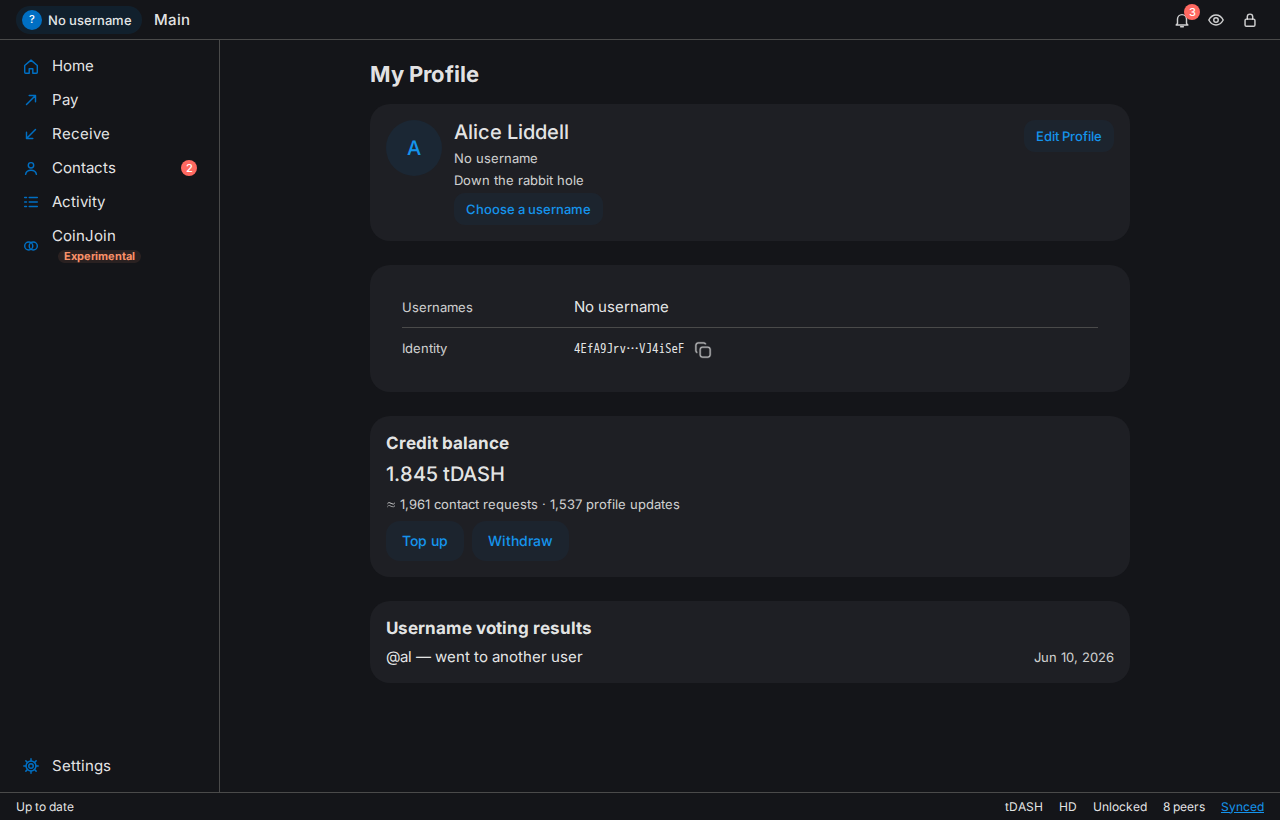 ? No username Main 3
Home
Pay
Receive
Contacts 2
Activity
CoinJoin
Experimental
Settings
My Profile
A
Alice Liddell
No username
Down the rabbit hole
Choose a username
Edit Profile
Usernames No username
Identity 4EfA9Jrv⋯VJ4iSeF
Credit balance
1.845 tDASH
≈ 1,961 contact requests · 1,537 profile updates
Top up Withdraw
Username voting results
@al — went to another user Jun 10, 2026
Up to date tDASH HD Unlocked 8 peers Synced